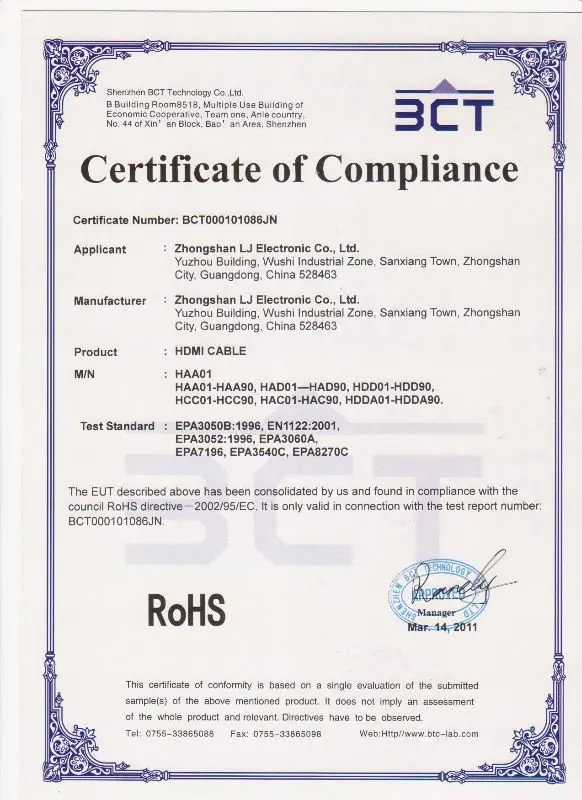 Shenzhen BCT Technology Co.,Ltd.
B Building Room8518, Multiple Use Building of
Economic Cooperative, Team one, Anle country,
No. 44 of Xin' an Block, Bao' an Area, Shenzhen
BCT
Certificate of Compliance
Certificate Number: BCT000101086JN
Applicant : Zhongshan LJ Electronic Co., Ltd.
Yuzhou Building, Wushi Industrial Zone, Sanxiang Town, Zhongshan
City, Guangdong, China 528463
Manufacturer : Zhongshan LJ Electronic Co., Ltd.
Yuzhou Building, Wushi Industrial Zone, Sanxiang Town, Zhongshan
City, Guangdong, China 528463
Product : HDMI CABLE
M/N : HAA01
HAA01-HAA90, HAD01—HAD90, HDD01-HDD90,
HCC01-HCC90, HAC01-HAC90, HDDA01-HDDA90.
Test Standard : EPA3050B:1996, EN1122:2001,
EPA3052:1996, EPA3060A,
EPA7196, EPA3540C, EPA8270C
BCT
The EUT described above has been consolidated by us and found in compliance with the
council RoHS directive—2002/95/EC. It is only valid in connection with the test report number:
BCT000101086JN.
SHENZHEN BCT TECHNOLOGY LTD
APPROVED
RoHS
Manager
Mar. 14, 2011
This certificate of conformity is based on a single evaluation of the submitted
sample(s) of the above mentioned product. It does not imply an assessment
of the whole product and relevant. Directives have to be observed.
Tel: 0755-33865088 Fax: 0755-33865098 Web:Http//www.btc-lab.com